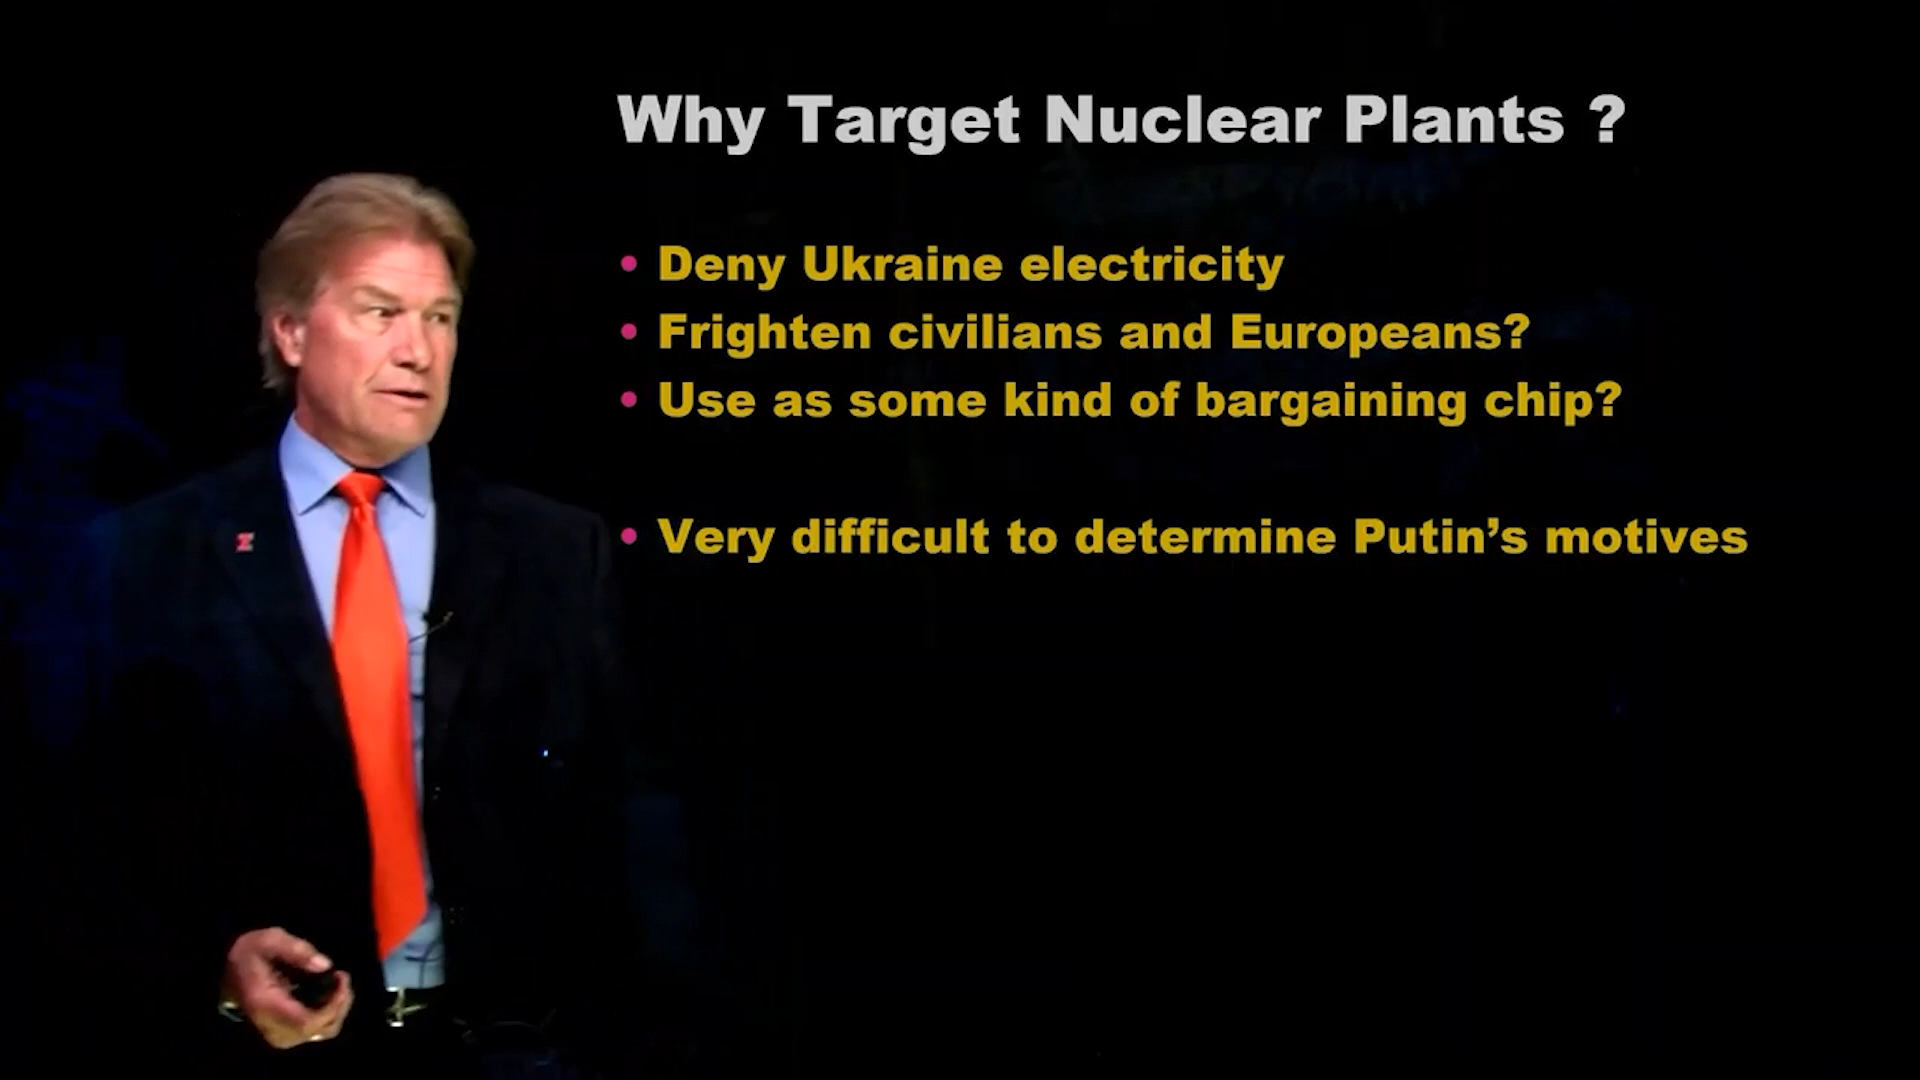 Why Target Nuclear Plants ?
• Deny Ukraine electricity
• Frighten civilians and Europeans?
• Use as some kind of bargaining chip?
• Very difficult to determine Putin’s motives